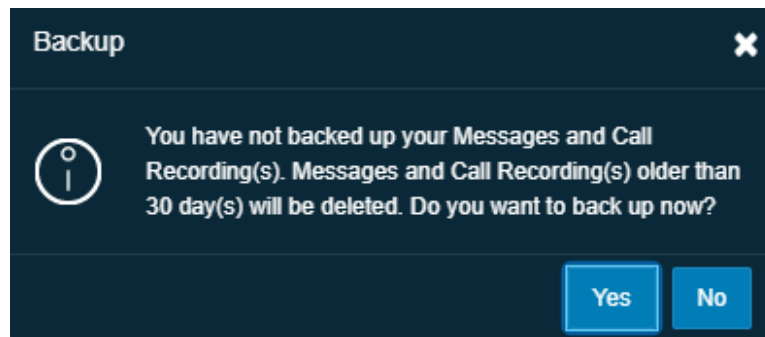 Backup
You have not backed up your Messages and Call
Recording(s). Messages and Call Recording(s) older than
30 day(s) will be deleted. Do you want to back up now?
Yes No